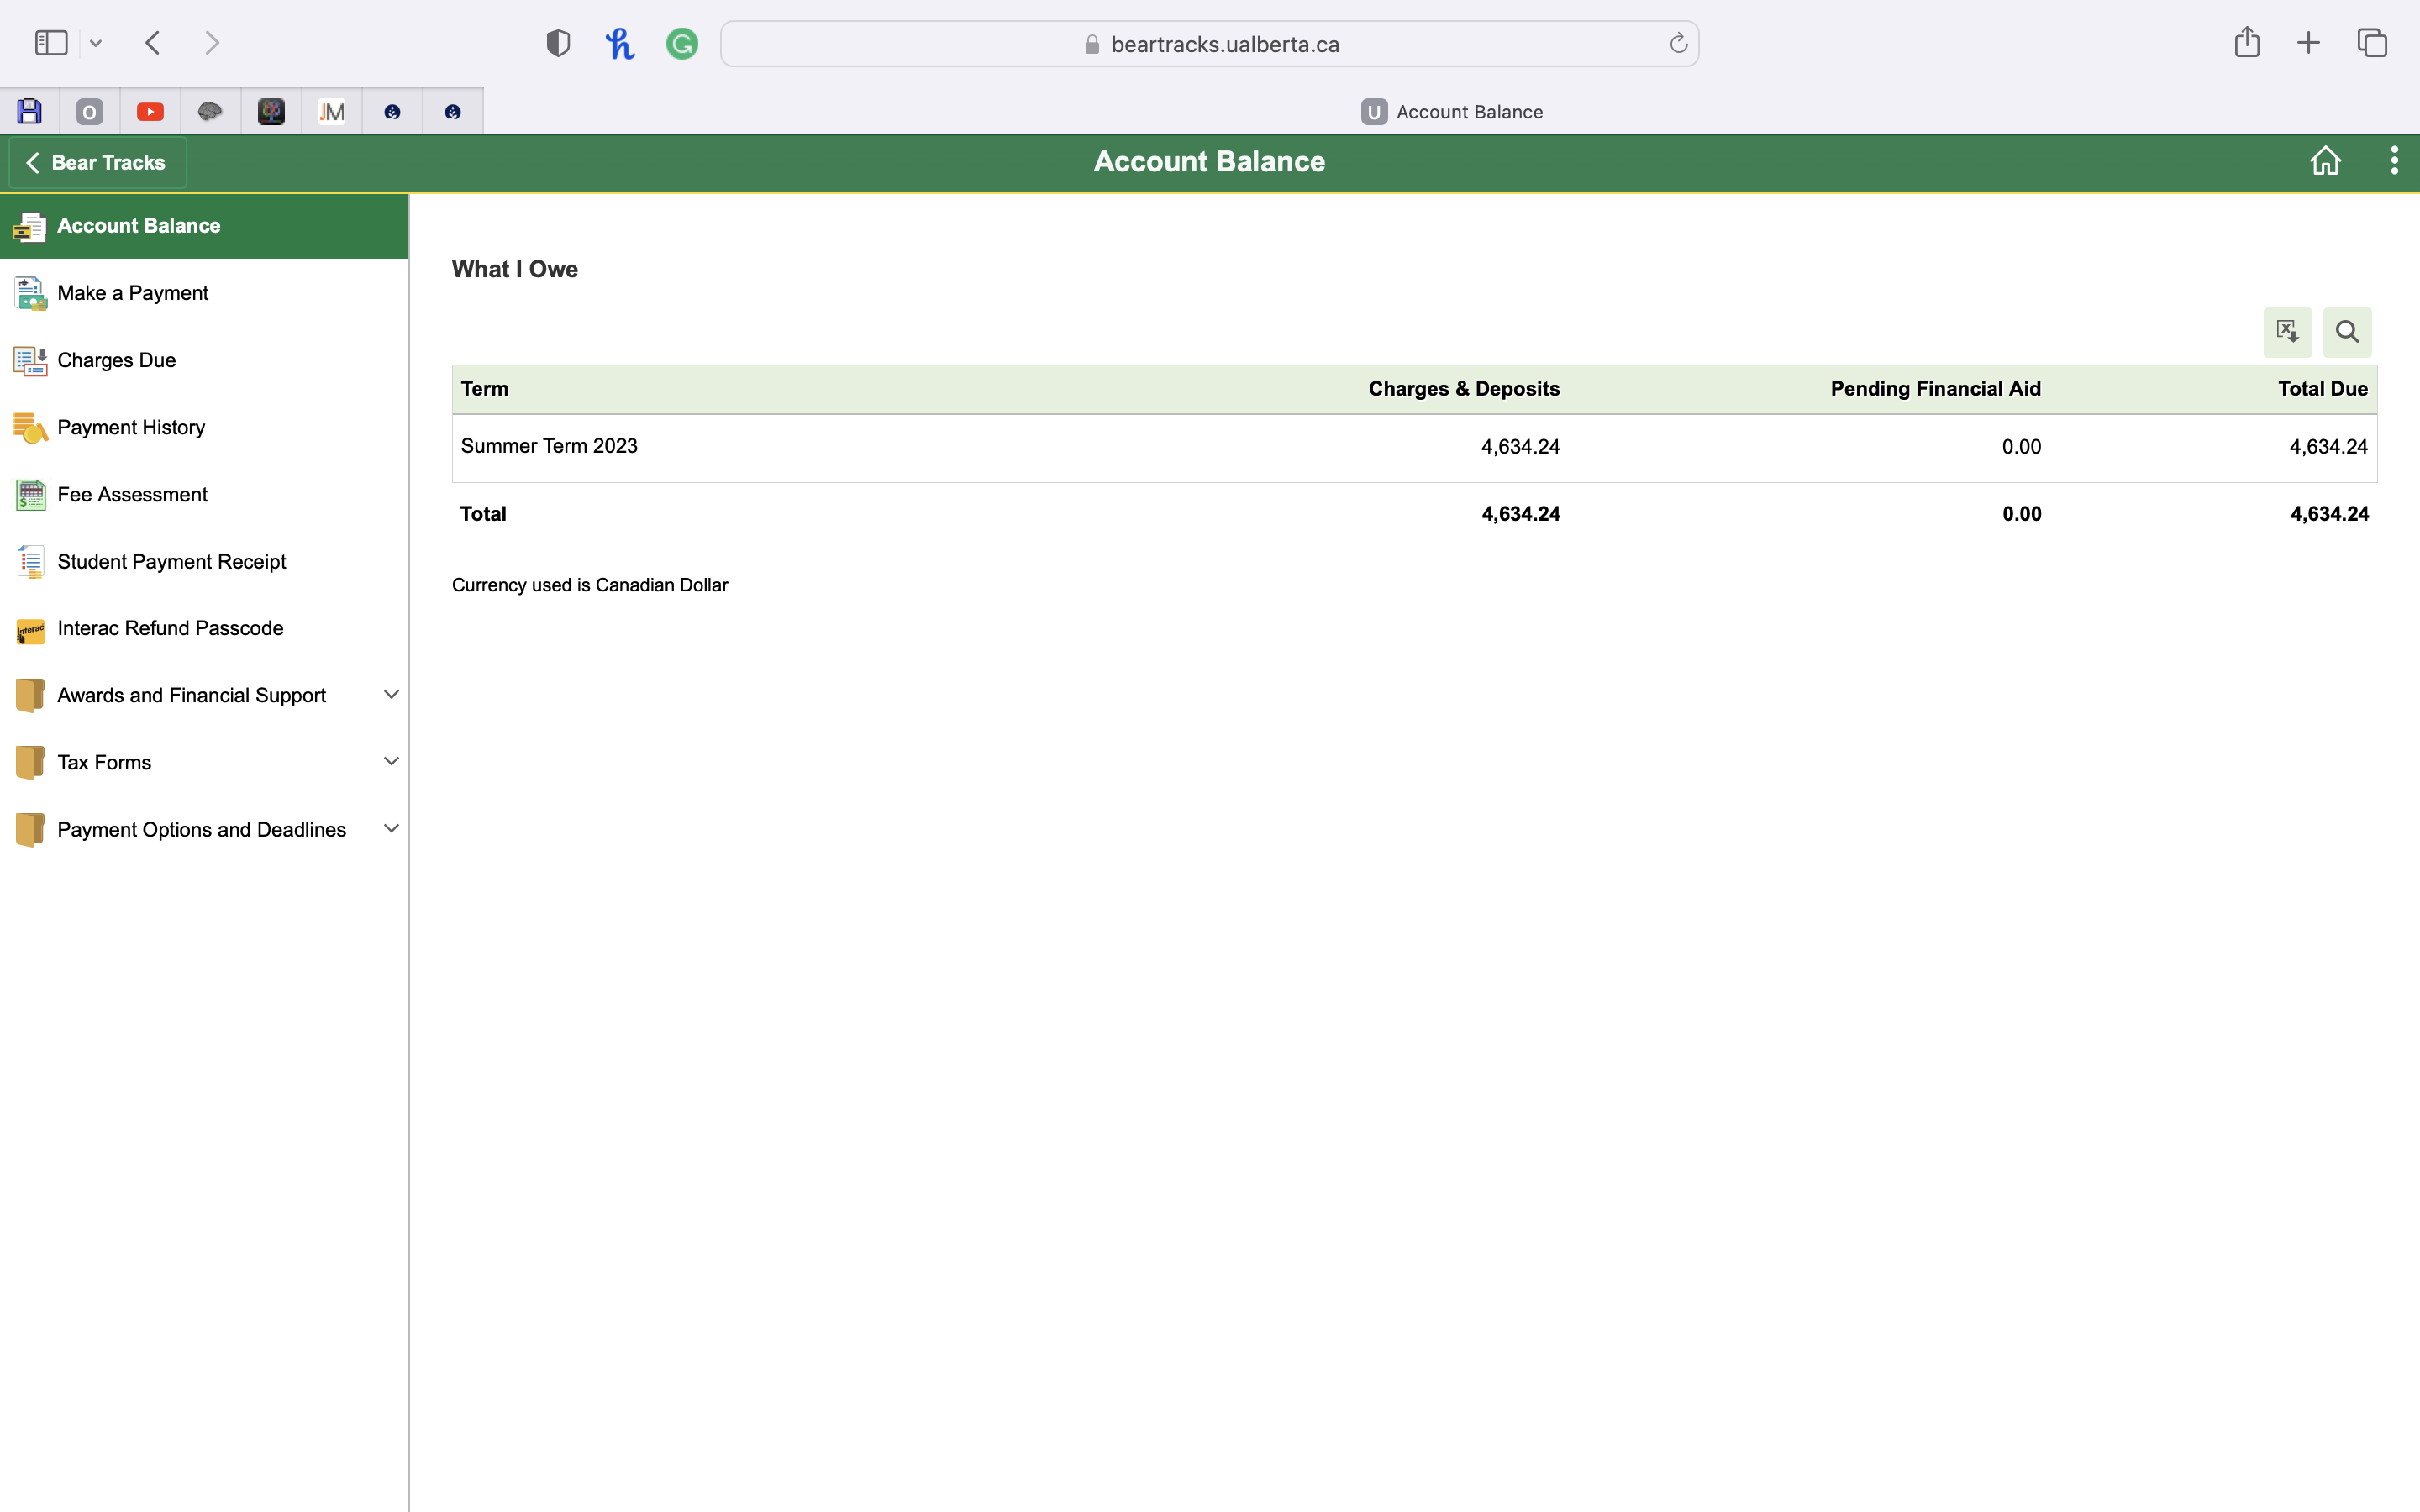 beartracks.ualberta.ca
O
JM
U Account Balance
Bear Tracks
Account Balance
Account Balance
Make a Payment
Charges Due
Payment History
Fee Assessment
Student Payment Receipt
Interac
Interac Refund Passcode
Awards and Financial Support
Tax Forms
Payment Options and Deadlines
What I Owe
Term Charges & Deposits Pending Financial Aid Total Due
Summer Term 2023 4,634.24 0.00 4,634.24
Total 4,634.24 0.00 4,634.24
Currency used is Canadian Dollar